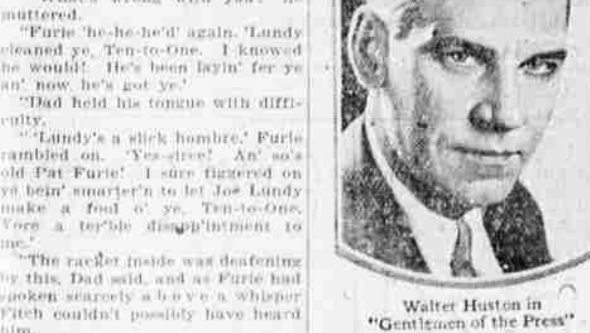 muttered.
"Furie 'he-he-he'd' again. 'Lundy
cleaned ye, Ten-to-One. I knowed
he would! He's been layin' fer ye
an' now he's got ye.'
"Dad held his tongue with diffi-
culty.
"'Lundy's a slick hombre,' Furie
rambled on. 'Yes-siree! An' so's
old Pat Furie! I sure figgered on
ye bein' smarter'n to let Joe Lundy
make a fool o' ye, Ten-to-One.
Yore a ter'ble disapp'intment to
me.'
"The racket inside was deafening
by this, Dad said, and as Furie had
spoken scarcely above a whisper
Fitch couldn't possibly have heard
him.
Walter Huston in
"Gentlemen of the Press"